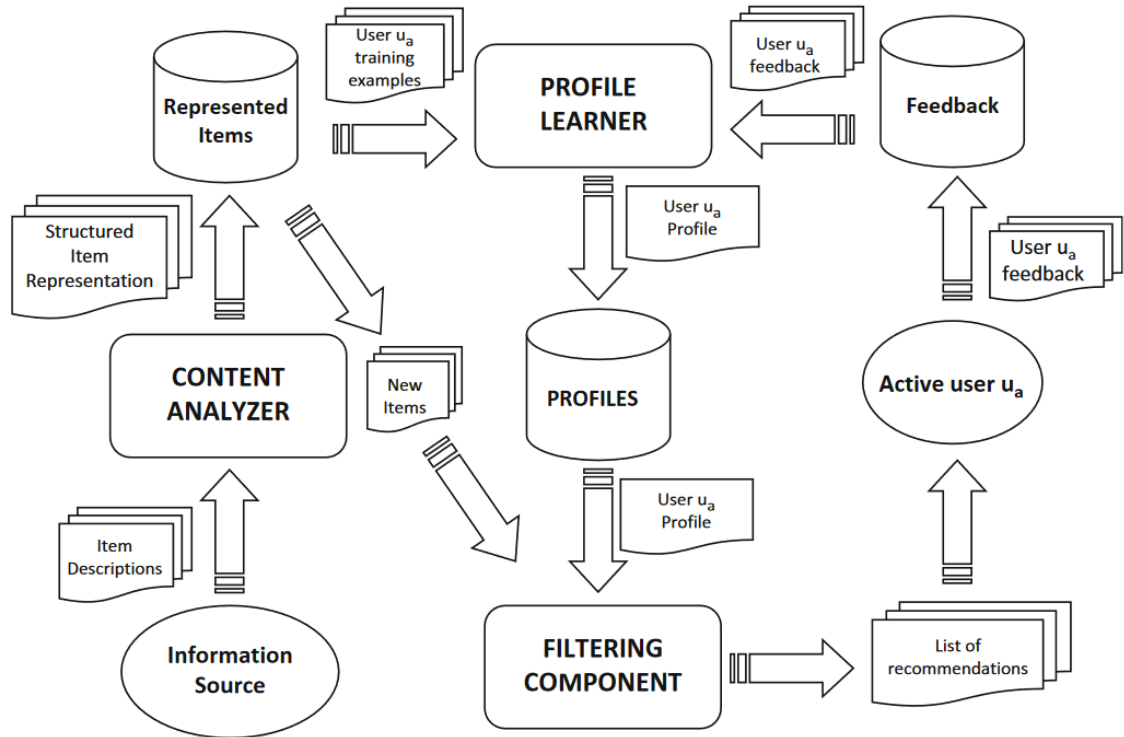 User uₐ
training
examples
User uₐ
feedback
Represented
Items
PROFILE
LEARNER
Feedback
Structured
Item
Representation
User uₐ
Profile
User uₐ
feedback
CONTENT
ANALYZER
New
Items
PROFILES
Active user uₐ
Item
Descriptions
User uₐ
Profile
Information
Source
FILTERING
COMPONENT
List of
recommendations